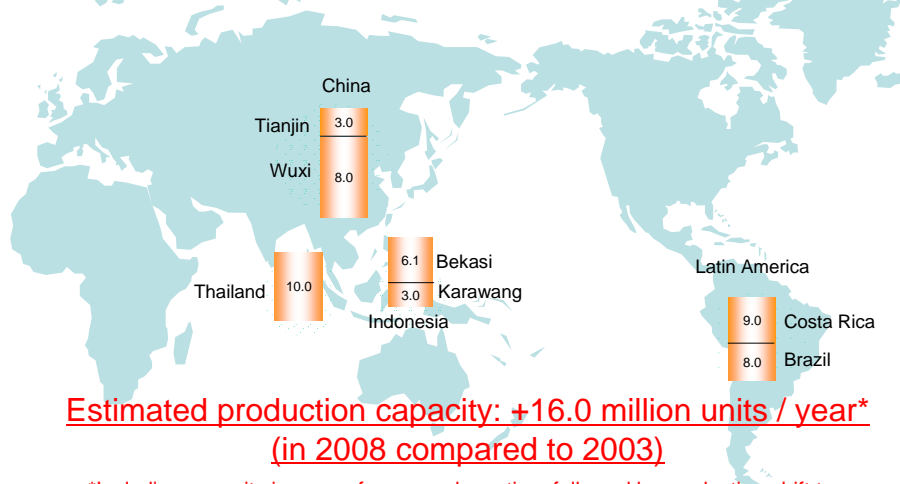 China
Tianjin 3.0
Wuxi 8.0
6.1 Bekasi
Thailand 10.0
3.0 Karawang
Indonesia
Latin America
9.0 Costa Rica
8.0 Brazil
Estimated production capacity: +16.0 million units / year*
(in 2008 compared to 2003)